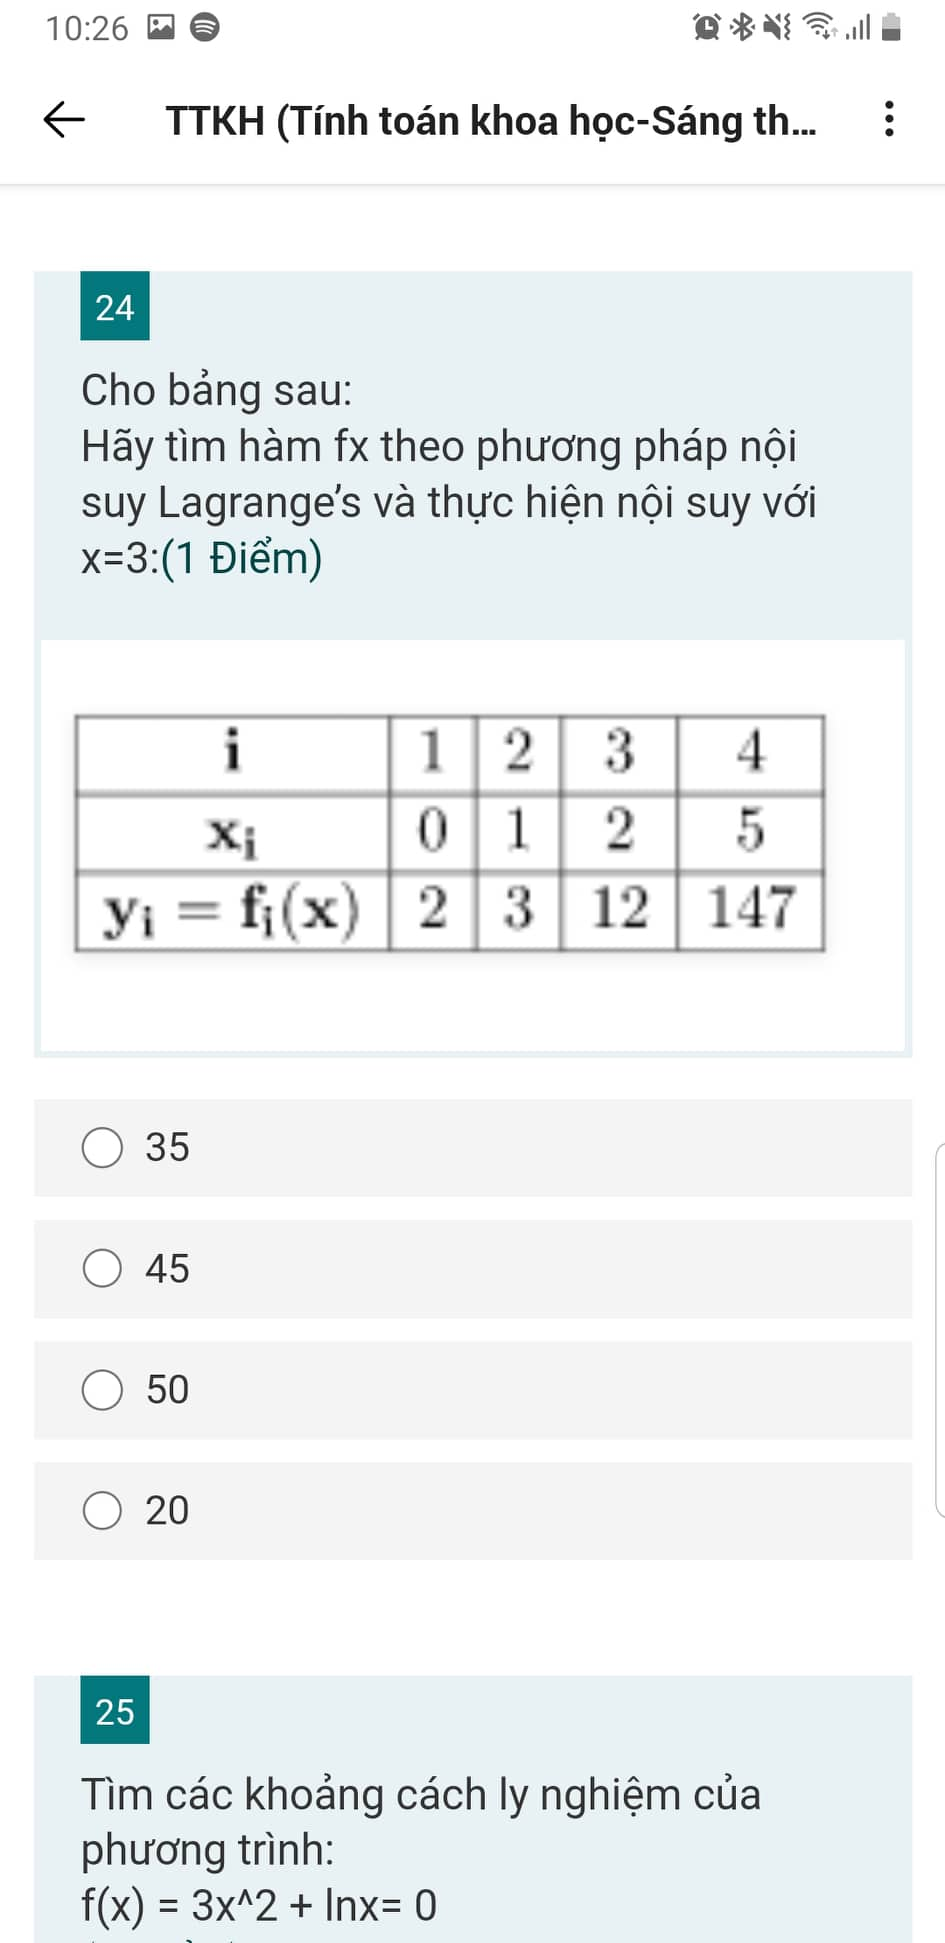 10:26
TTKH (Tính toán khoa học-Sáng th...
24
Cho bảng sau:
Hãy tìm hàm fx theo phương pháp nội
suy Lagrange's và thực hiện nội suy với
x=3:(1 Điểm)
i 1 2 3 4
xᵢ 0 1 2 5
yᵢ = fᵢ(x) 2 3 12 147
35
45
50
20
25
Tìm các khoảng cách ly nghiệm của
phương trình:
f(x) = 3x^2 + lnx= 0